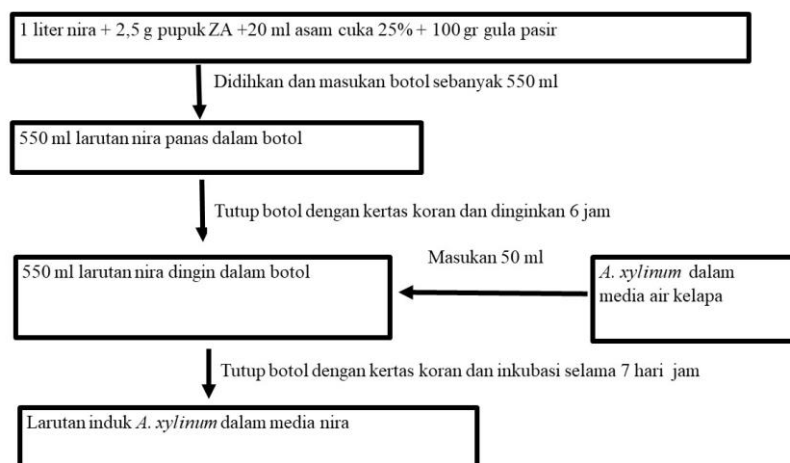 1 liter nira + 2,5 g pupuk ZA +20 ml asam cuka 25% + 100 gr gula pasir
Didihkan dan masukan botol sebanyak 550 ml
550 ml larutan nira panas dalam botol
Tutup botol dengan kertas koran dan dinginkan 6 jam
550 ml larutan nira dingin dalam botol
Masukan 50 ml
A. xylinum dalam
media air kelapa
Tutup botol dengan kertas koran dan inkubasi selama 7 hari jam
Larutan induk A. xylinum dalam media nira